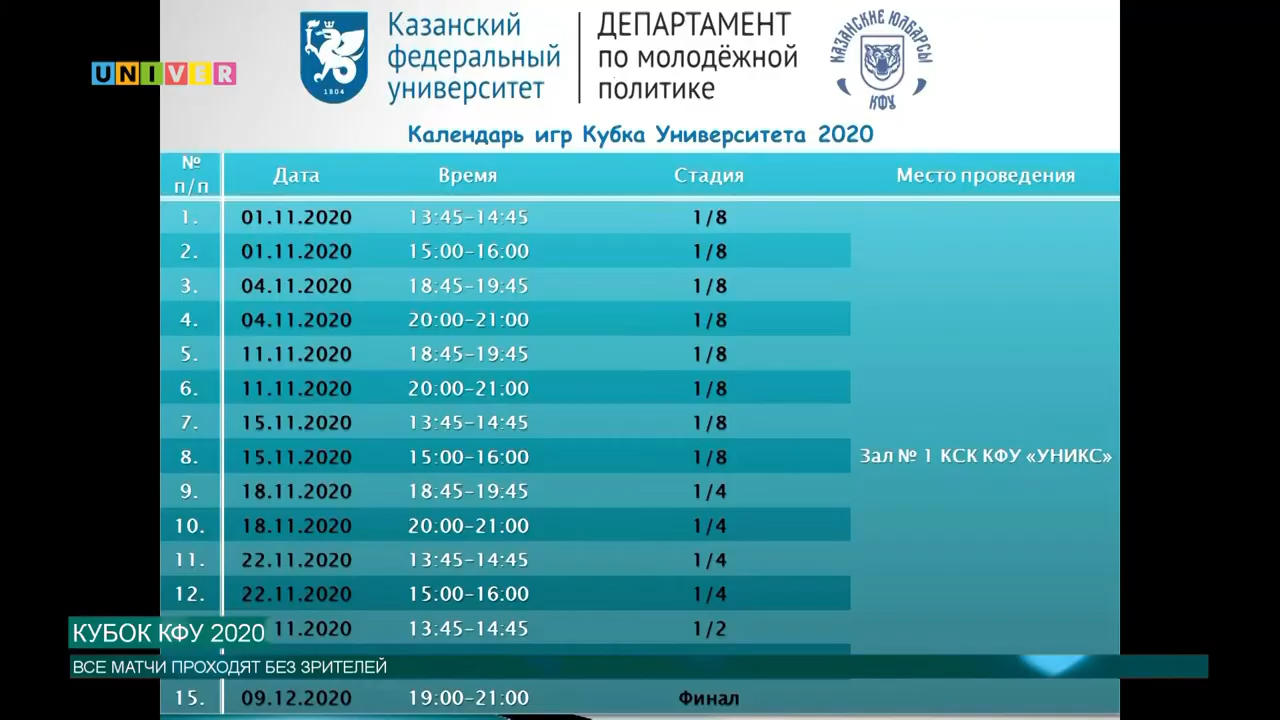 UNIVER
1804
Казанский
федеральный
университет
ДЕПАРТАМЕНТ
по молодёжной
политике
КАЗАНСКИЕ ЮЛБАРСЫ
КФУ
Календарь игр Кубка Университета 2020
№ п/п Дата Время Стадия Место проведения
1. 01.11.2020 13:45-14:45 1/8
2. 01.11.2020 15:00-16:00 1/8
3. 04.11.2020 18:45-19:45 1/8
4. 04.11.2020 20:00-21:00 1/8
5. 11.11.2020 18:45-19:45 1/8
6. 11.11.2020 20:00-21:00 1/8
7. 15.11.2020 13:45-14:45 1/8
8. 15.11.2020 15:00-16:00 1/8 Зал № 1 КСК КФУ «УНИКС»
9. 18.11.2020 18:45-19:45 1/4
10. 18.11.2020 20:00-21:00 1/4
11. 22.11.2020 13:45-14:45 1/4
12. 22.11.2020 15:00-16:00 1/4
КУБОК КФУ 2020
11.2020 13:45-14:45 1/2
ВСЕ МАТЧИ ПРОХОДЯТ БЕЗ ЗРИТЕЛЕЙ
15. 09.12.2020 19:00-21:00 Финал